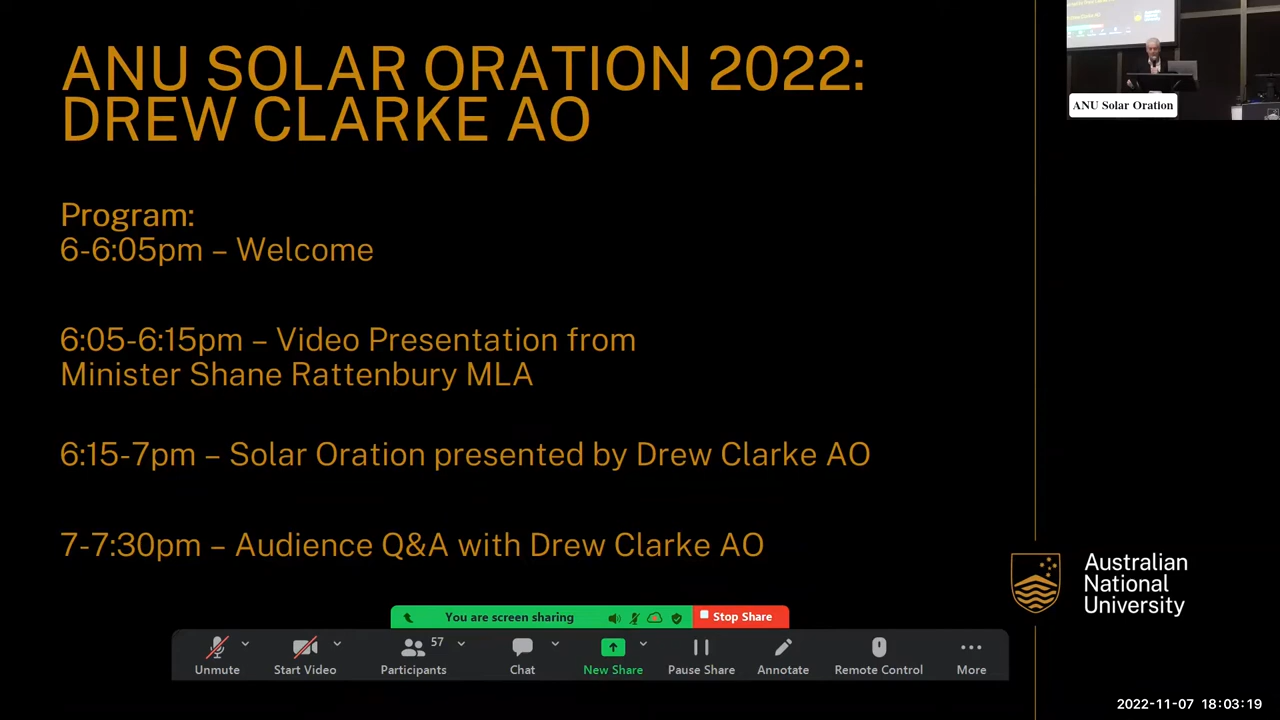 ANU SOLAR ORATION 2022:
DREW CLARKE AO
Program:
6-6:05pm – Welcome
6:05-6:15pm – Video Presentation from
Minister Shane Rattenbury MLA
6:15-7pm – Solar Oration presented by Drew Clarke AO
7-7:30pm – Audience Q&A with Drew Clarke AO
ANU Solar Oration
Australian
National
University
You are screen sharing
Stop Share
57
Unmute
Start Video
Participants
Chat
New Share
Pause Share
Annotate
Remote Control
More
2022-11-07 18:03:19